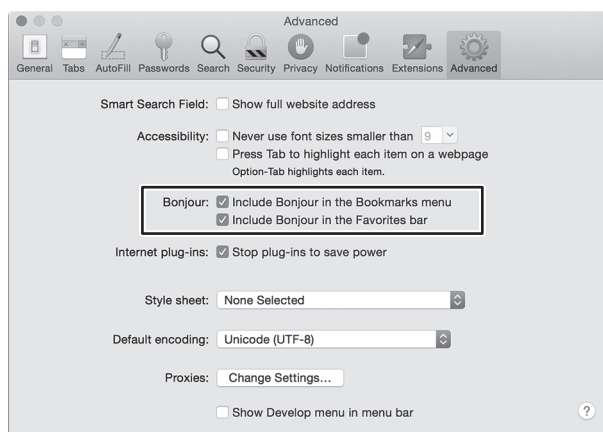 Advanced
General Tabs AutoFill Passwords Search Security Privacy Notifications Extensions Advanced
Smart Search Field: Show full website address
Accessibility: Never use font sizes smaller than 9
Press Tab to highlight each item on a webpage
Option-Tab highlights each item.
Bonjour: Include Bonjour in the Bookmarks menu
Include Bonjour in the Favorites bar
Internet plug-ins: Stop plug-ins to save power
Style sheet: None Selected
Default encoding: Unicode (UTF-8)
Proxies: Change Settings...
Show Develop menu in menu bar ?